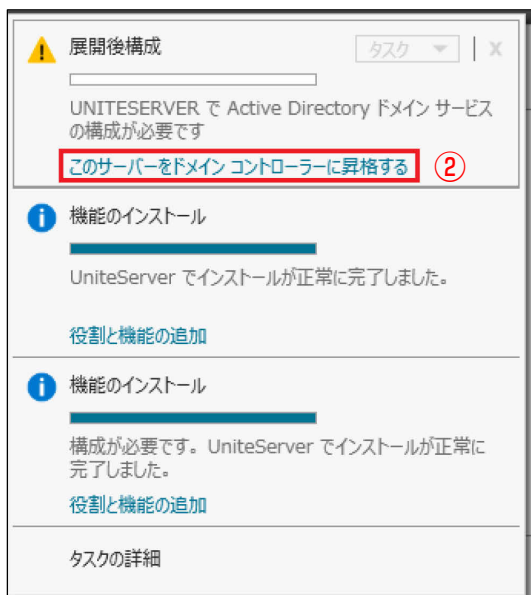 展開後構成
タスク
X
UNITESERVER で Active Directory ドメイン サービス
の構成が必要です
このサーバーをドメイン コントローラーに昇格する
②
機能のインストール
UniteServer でインストールが正常に完了しました。
役割と機能の追加
機能のインストール
構成が必要です。UniteServer でインストールが正常に
完了しました。
役割と機能の追加
タスクの詳細